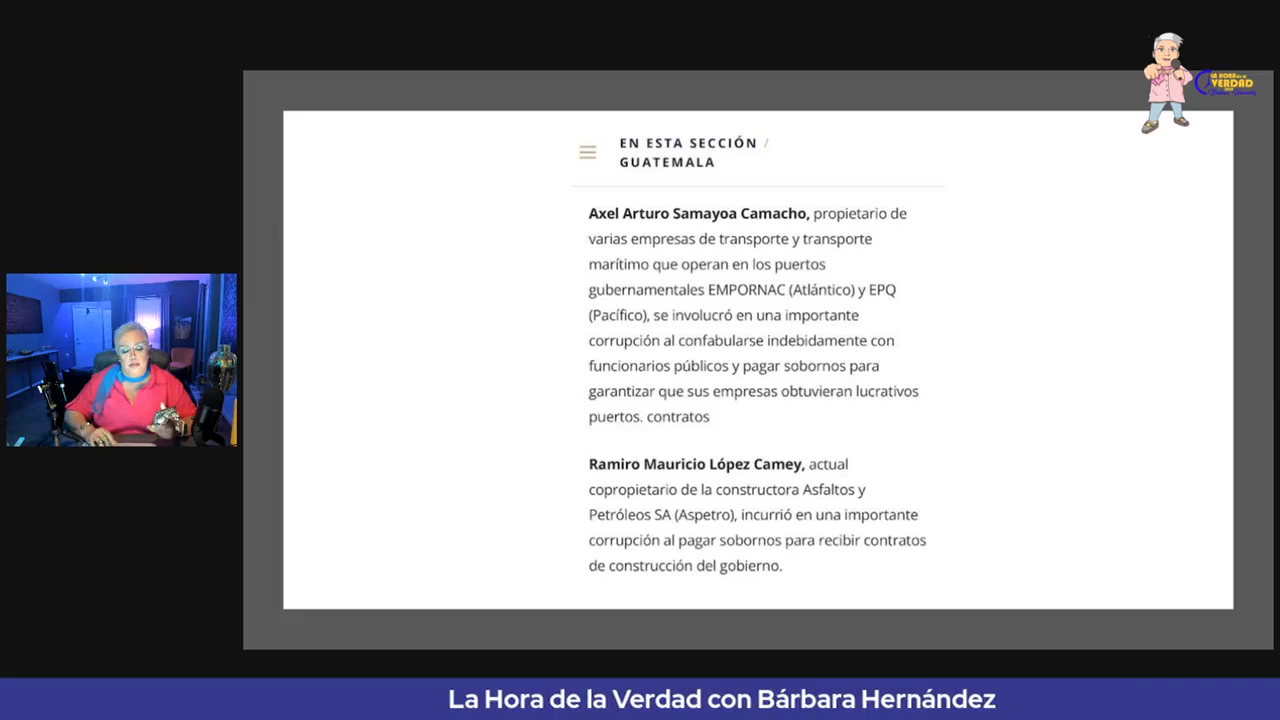 LA HORA DE LA
VERDAD
EN ESTA SECCIÓN /
GUATEMALA
Axel Arturo Samayoa Camacho, propietario de
varias empresas de transporte y transporte
marítimo que operan en los puertos
gubernamentales EMPORNAC (Atlántico) y EPQ
(Pacífico), se involucró en una importante
corrupción al confabularse indebidamente con
funcionarios públicos y pagar sobornos para
garantizar que sus empresas obtuvieran lucrativos
puertos. contratos
Ramiro Mauricio López Camey, actual
copropietario de la constructora Asfaltos y
Petróleos SA (Aspetro), incurrió en una importante
corrupción al pagar sobornos para recibir contratos
de construcción del gobierno.
La Hora de la Verdad con Bárbara Hernández